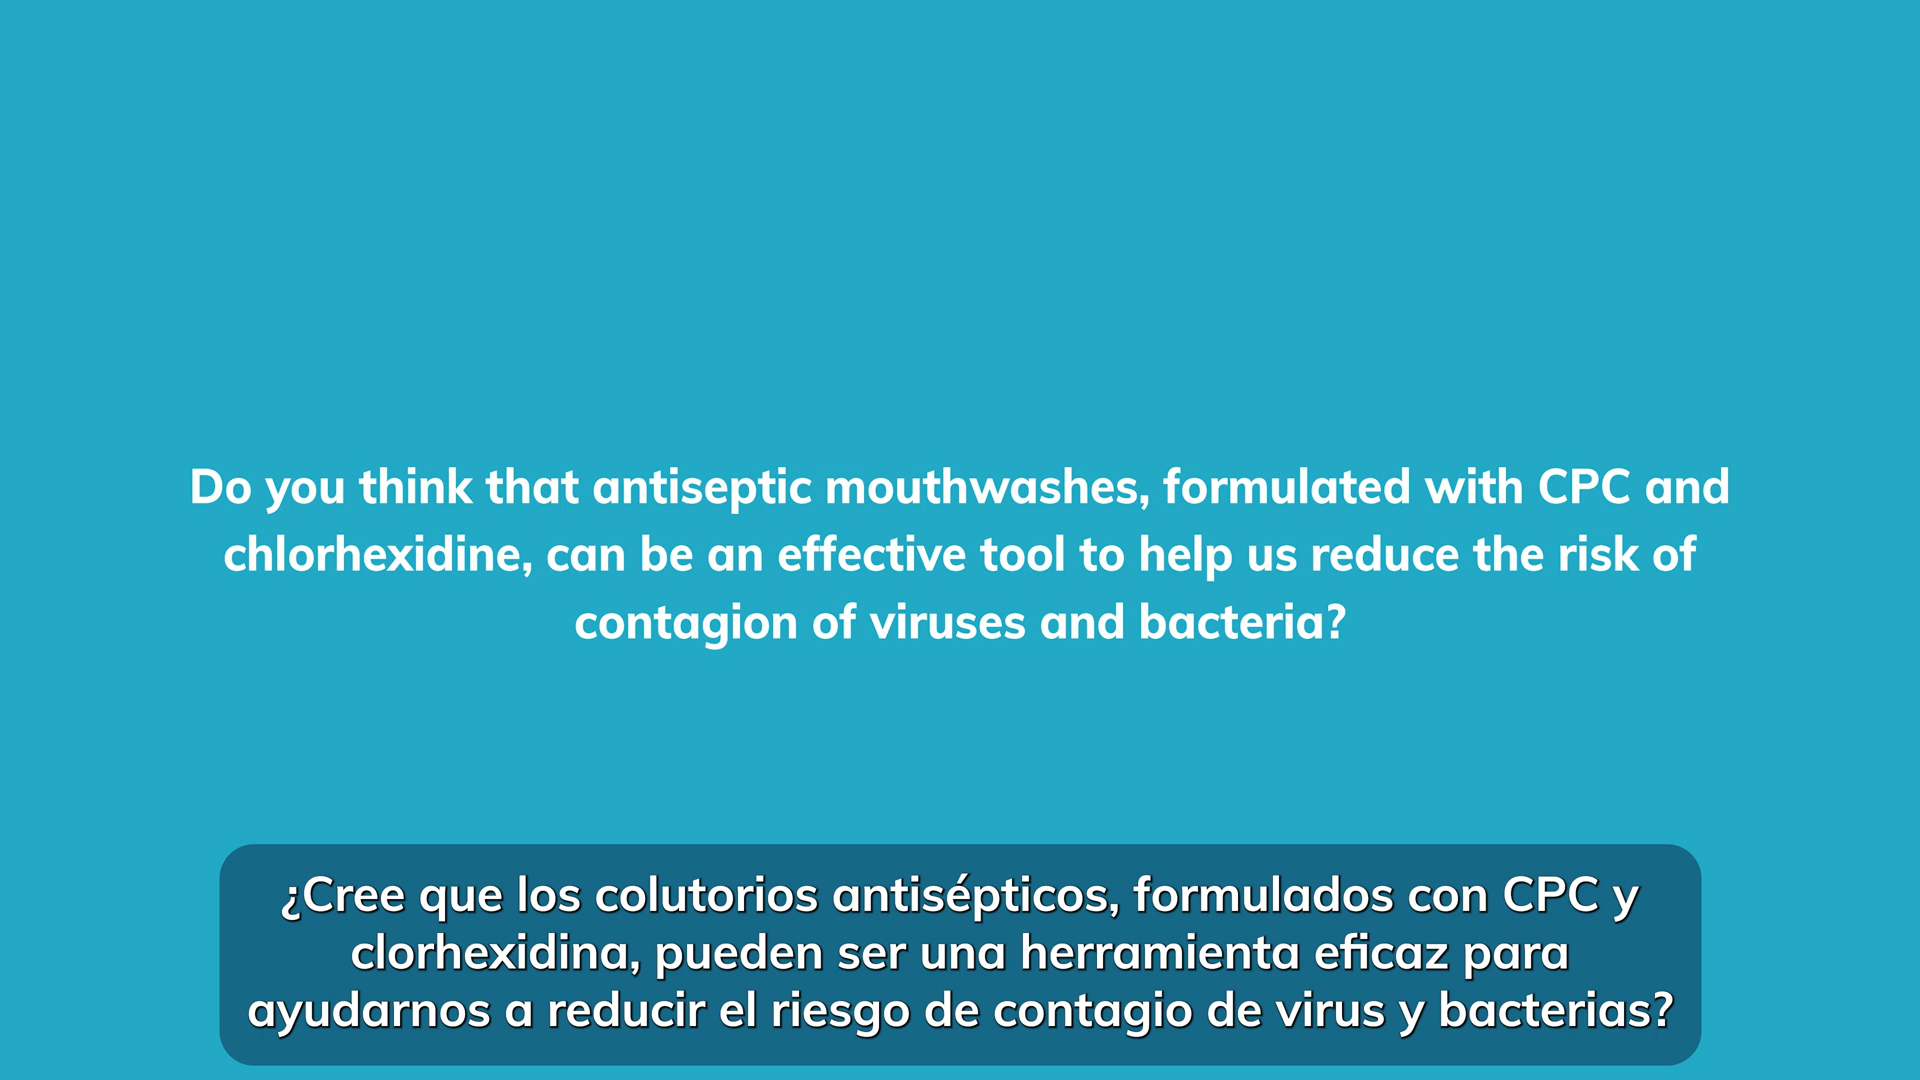 Do you think that antiseptic mouthwashes, formulated with CPC and
chlorhexidine, can be an effective tool to help us reduce the risk of
contagion of viruses and bacteria?
¿Cree que los colutorios antisépticos, formulados con CPC y
clorhexidina, pueden ser una herramienta eficaz para
ayudarnos a reducir el riesgo de contagio de virus y bacterias?